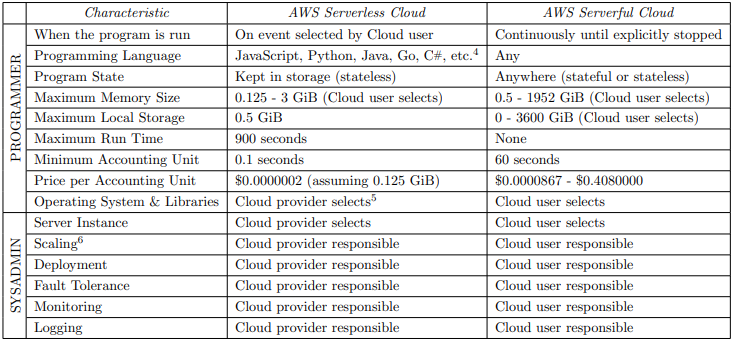 Characteristic AWS Serverless Cloud AWS Serverful Cloud
PROGRAMMER
When the program is run On event selected by Cloud user Continuously until explicitly stopped
Programming Language JavaScript, Python, Java, Go, C#, etc.4 Any
Program State Kept in storage (stateless) Anywhere (stateful or stateless)
Maximum Memory Size 0.125 - 3 GiB (Cloud user selects) 0.5 - 1952 GiB (Cloud user selects)
Maximum Local Storage 0.5 GiB 0 - 3600 GiB (Cloud user selects)
Maximum Run Time 900 seconds None
Minimum Accounting Unit 0.1 seconds 60 seconds
Price per Accounting Unit $0.0000002 (assuming 0.125 GiB) $0.0000867 - $0.4080000
Operating System & Libraries Cloud provider selects5 Cloud user selects
SYSADMIN
Server Instance Cloud provider selects Cloud user selects
Scaling6 Cloud provider responsible Cloud user responsible
Deployment Cloud provider responsible Cloud user responsible
Fault Tolerance Cloud provider responsible Cloud user responsible
Monitoring Cloud provider responsible Cloud user responsible
Logging Cloud provider responsible Cloud user responsible